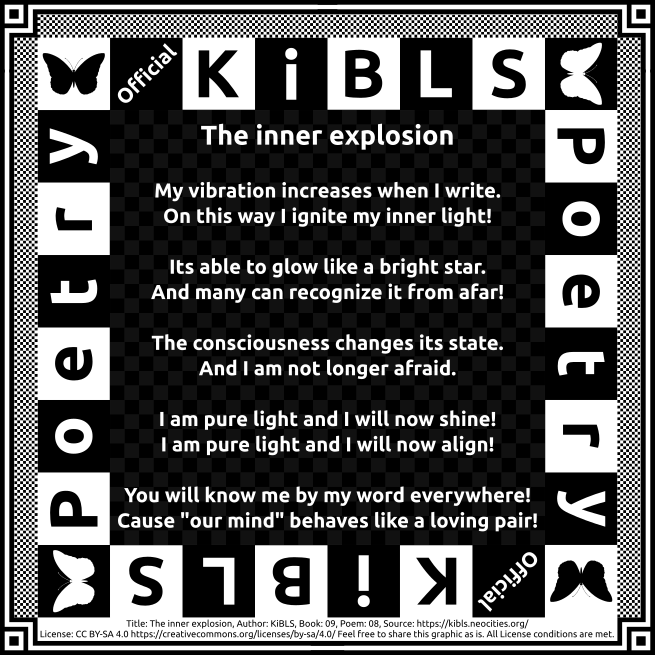 Official KiBLS
Poetry
Poetry
The inner explosion
My vibration increases when I write.
On this way I ignite my inner light!
Its able to glow like a bright star.
And many can recognize it from afar!
The consciousness changes its state.
And I am not longer afraid.
I am pure light and I will now shine!
I am pure light and I will now align!
You will know me by my word everywhere!
Cause "our mind" behaves like a loving pair!
Official KiBLS
Title: The inner explosion, Author: KiBLS, Book: 09, Poem: 08, Source: https://kibls.neocities.org/
License: CC BY-SA 4.0 https://creativecommons.org/licenses/by-sa/4.0/ Feel free to share this graphic as is. All License conditions are met.